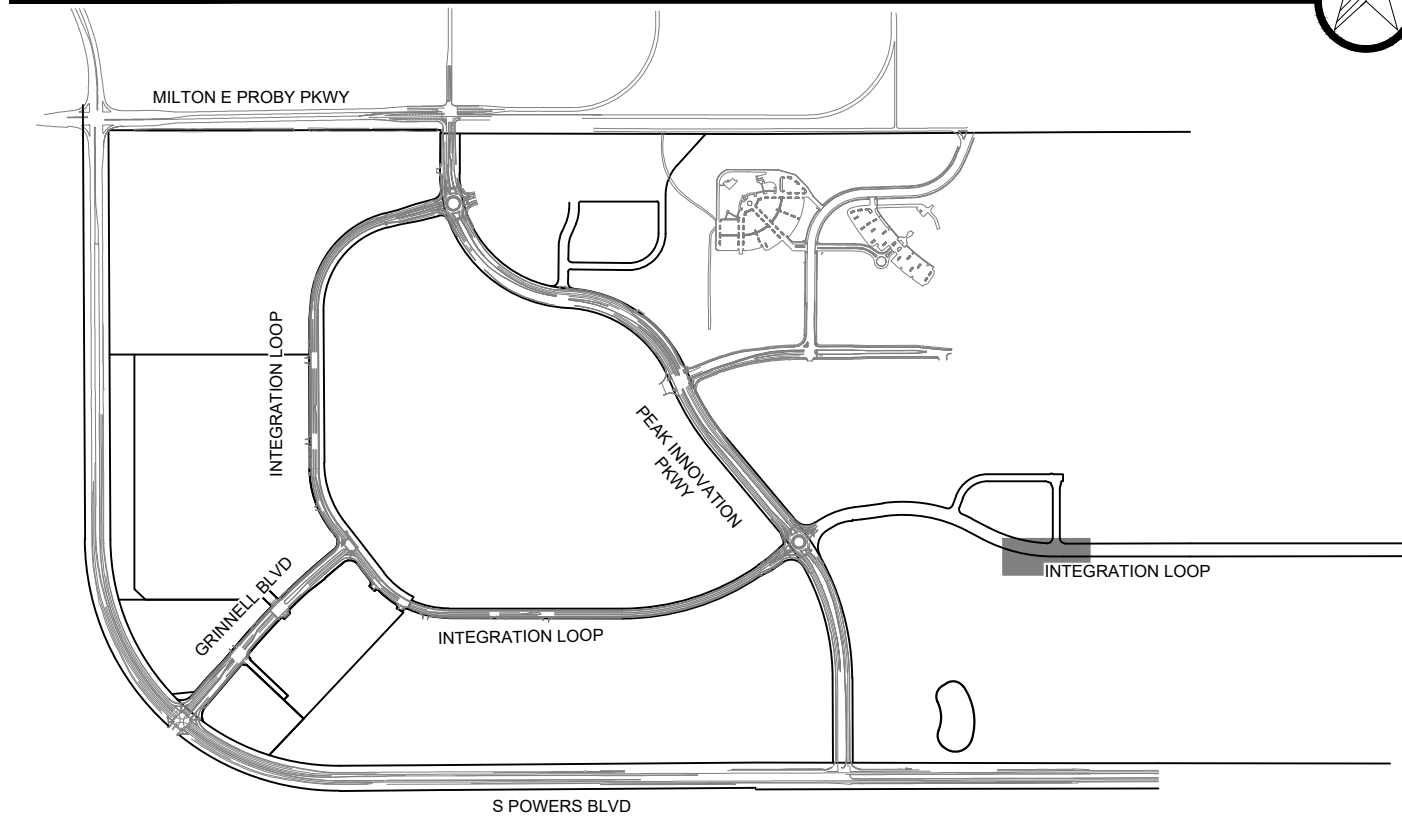 MILTON E PROBY PKWY
INTEGRATION LOOP
PEAK INNOVATION
PKWY
GRINNELL BLVD
INTEGRATION LOOP
INTEGRATION LOOP
S POWERS BLVD